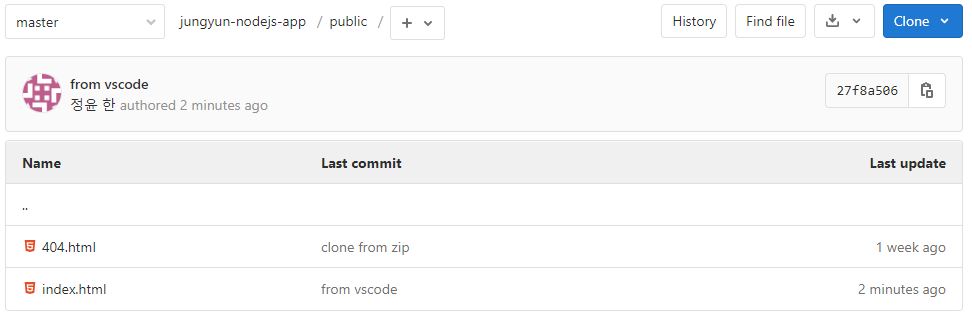 master jungyun-nodejs-app / public / + History Find file Clone
from vscode
정윤 한 authored 2 minutes ago 27f8a506
Name Last commit Last update
..
404.html clone from zip 1 week ago
index.html from vscode 2 minutes ago